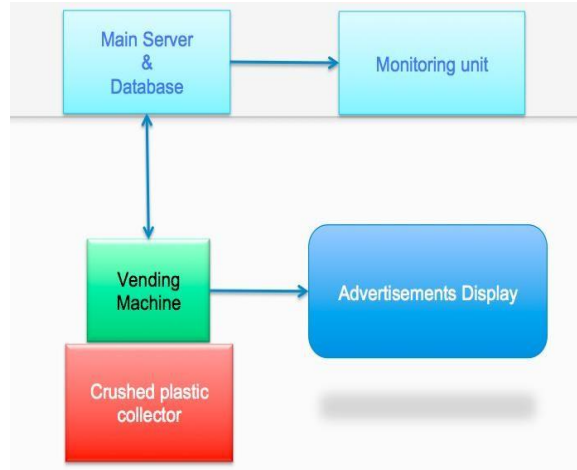 Main Server
&
Database
Monitoring unit
Vending
Machine
Advertisements Display
Crushed plastic
collector